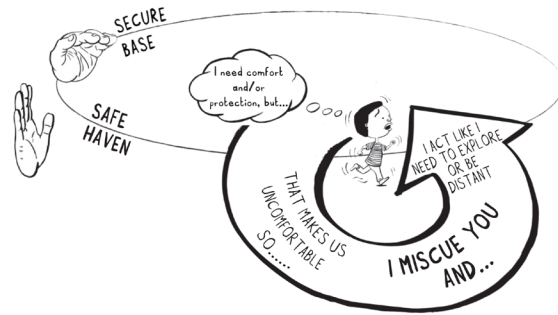 SECURE
BASE
SAFE
HAVEN
I need comfort
and/or
protection, but...
THAT MAKES US
UNCOMFORTABLE
SO......
I MISCUE YOU
AND...
I ACT LIKE I
NEED TO EXPLORE
OR BE
DISTANT